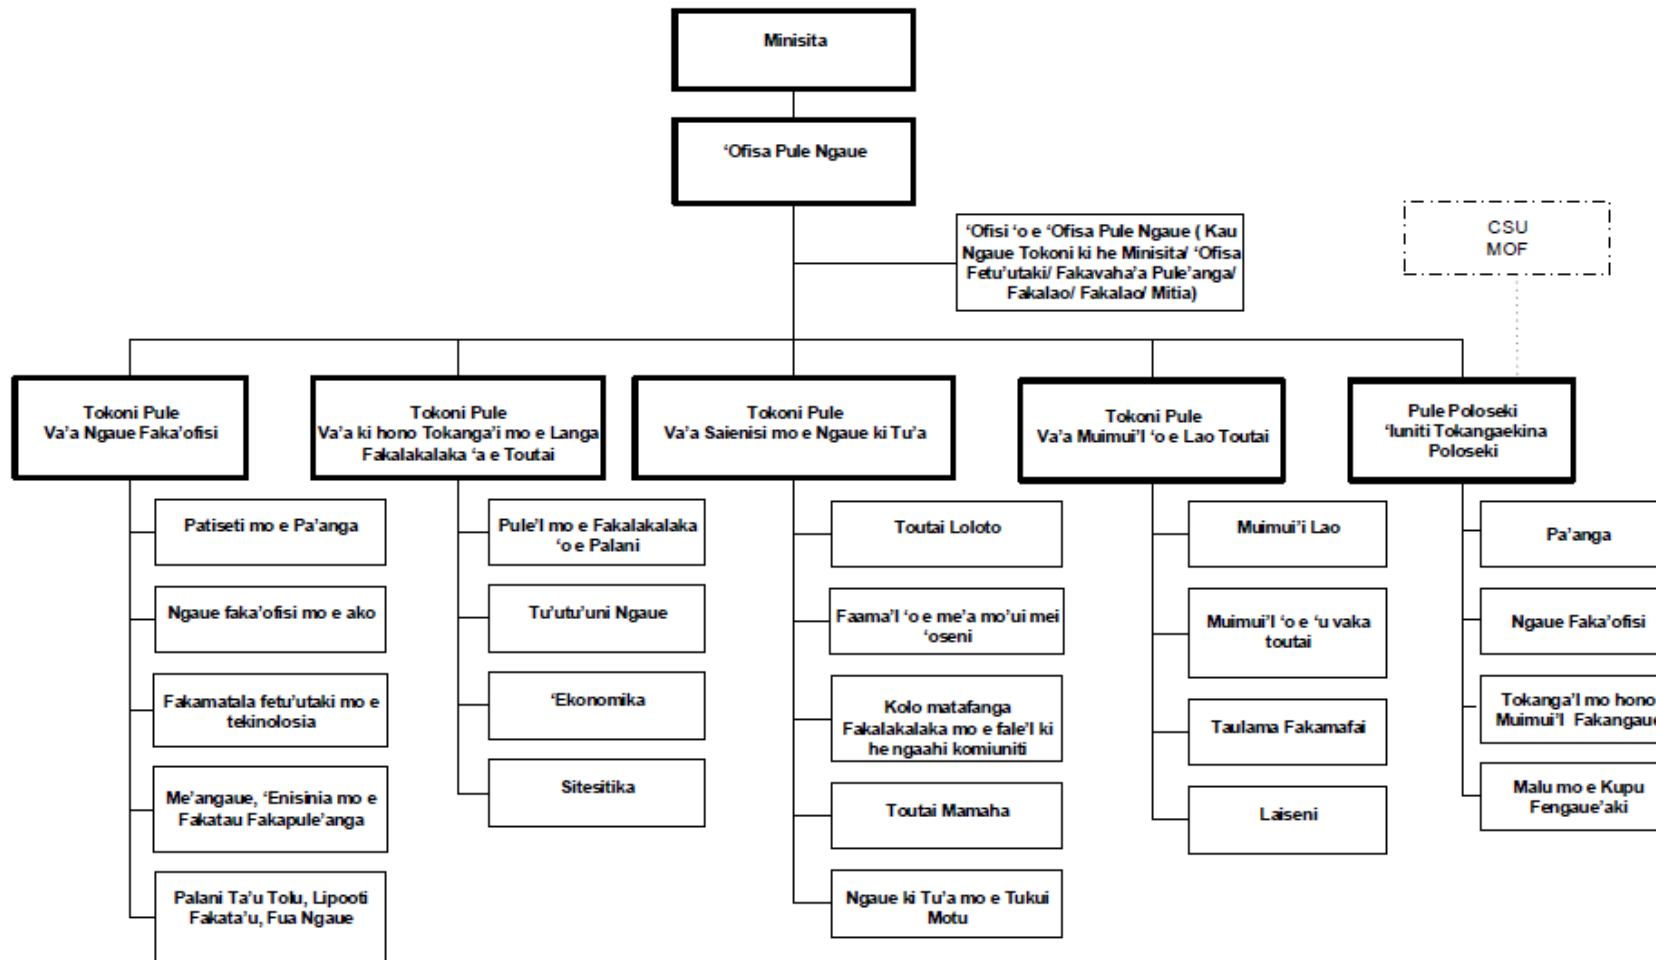 Minisita
‘Ofisa Pule Ngaue
‘Ofisi ‘o e ‘Ofisa Pule Ngaue ( Kau
Ngaue Tokoni ki he Minisita/ ‘Ofisa
Fetu’utaki/ Fakavaha’a Pule’anga/
Fakalao/ Fakalao/ Mitia)
CSU
MOF
Tokoni Pule
Va’a Ngaue Faka’ofisi
Tokoni Pule
Va’a ki hono Tokanga’i mo e Langa
Fakalakalaka ‘a e Toutai
Tokoni Pule
Va’a Saienisi mo e Ngaue ki Tu’a
Tokoni Pule
Va’a Muimui’I ‘o e Lao Toutai
Pule Poloseki
‘Iuniti Tokangaekina
Poloseki
Patiseti mo e Pa’anga
Ngaue faka’ofisi mo e ako
Fakamatala fetu’utaki mo e
tekinolosia
Me’angaue, ‘Enisinia mo e
Fakatau Fakapule’anga
Palani Ta’u Tolu, Lipooti
Fakata’u, Fua Ngaue
Pule’I mo e Fakalakalaka
‘o e Palani
Tu’utu’uni Ngaue
‘Ekonomika
Sitesitika
Toutai Loloto
Faama’I ‘o e me’a mo’ui mei
‘oseni
Kolo matafanga
Fakalakalaka mo e fale’I ki
he ngaahi komiuniti
Toutai Mamaha
Ngaue ki Tu’a mo e Tukui
Motu
Muimui’i Lao
Muimui’I ‘o e ‘u vaka
toutai
Taulama Fakamafai
Laiseni
Pa’anga
Ngaue Faka’ofisi
Tokanga’I mo hono
Muimui’I Fakangaue
Malu mo e Kupu
Fengaue’aki